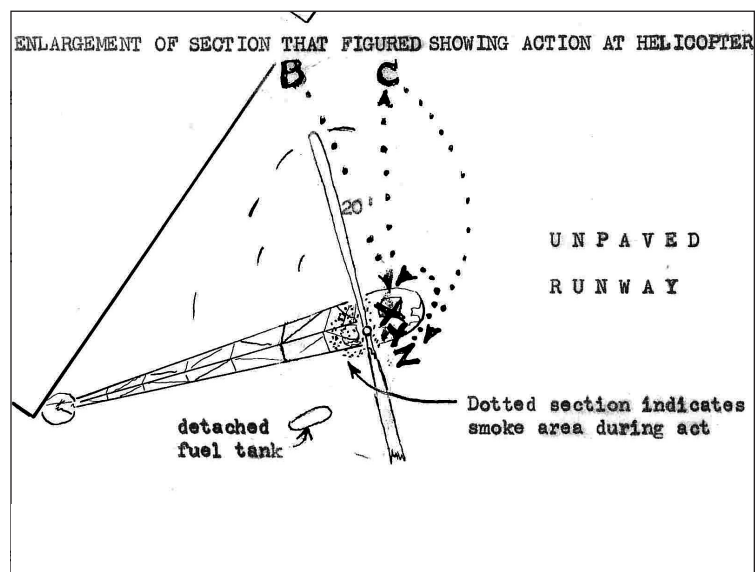 ENLARGEMENT OF SECTION THAT FIGURED SHOWING ACTION AT HELICOPTER
B C
20'
UNPAVED
RUNWAY
X
Y
Z
detached
fuel tank
Dotted section indicates
smoke area during act